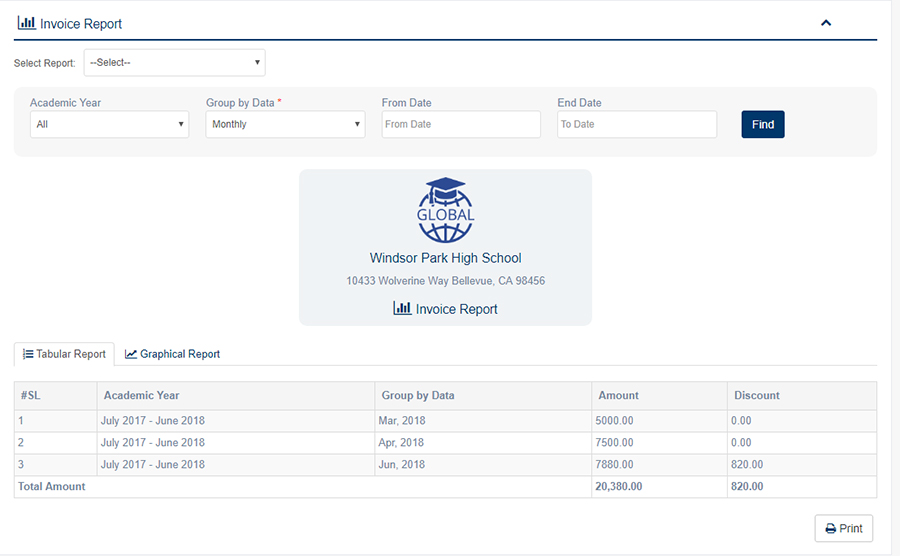 Invoice Report
Select Report: --Select--
Academic Year Group by Data * From Date End Date
All Monthly From Date To Date Find
GLOBAL
Windsor Park High School
10433 Wolverine Way Bellevue, CA 98456
Invoice Report
Tabular Report Graphical Report
#SL Academic Year Group by Data Amount Discount
1 July 2017 - June 2018 Mar, 2018 5000.00 0.00
2 July 2017 - June 2018 Apr, 2018 7500.00 0.00
3 July 2017 - June 2018 Jun, 2018 7880.00 820.00
Total Amount 20,380.00 820.00
Print